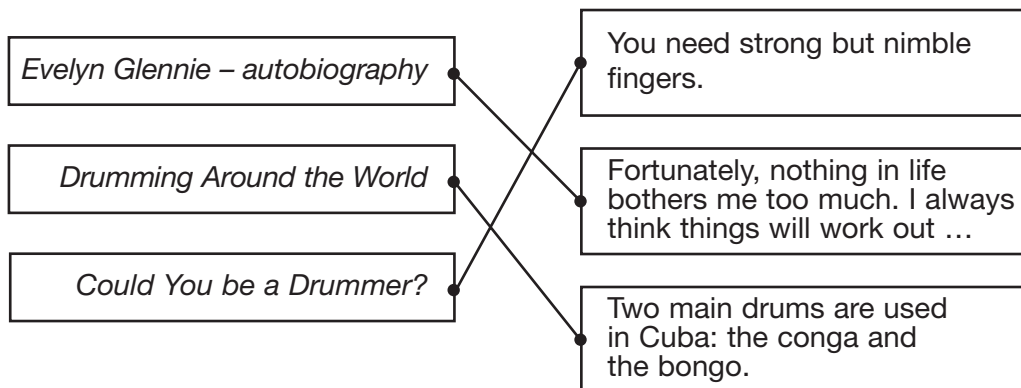 Evelyn Glennie – autobiography
Drumming Around the World
Could You be a Drummer?
You need strong but nimble
fingers.
Fortunately, nothing in life
bothers me too much. I always
think things will work out …
Two main drums are used
in Cuba: the conga and
the bongo.